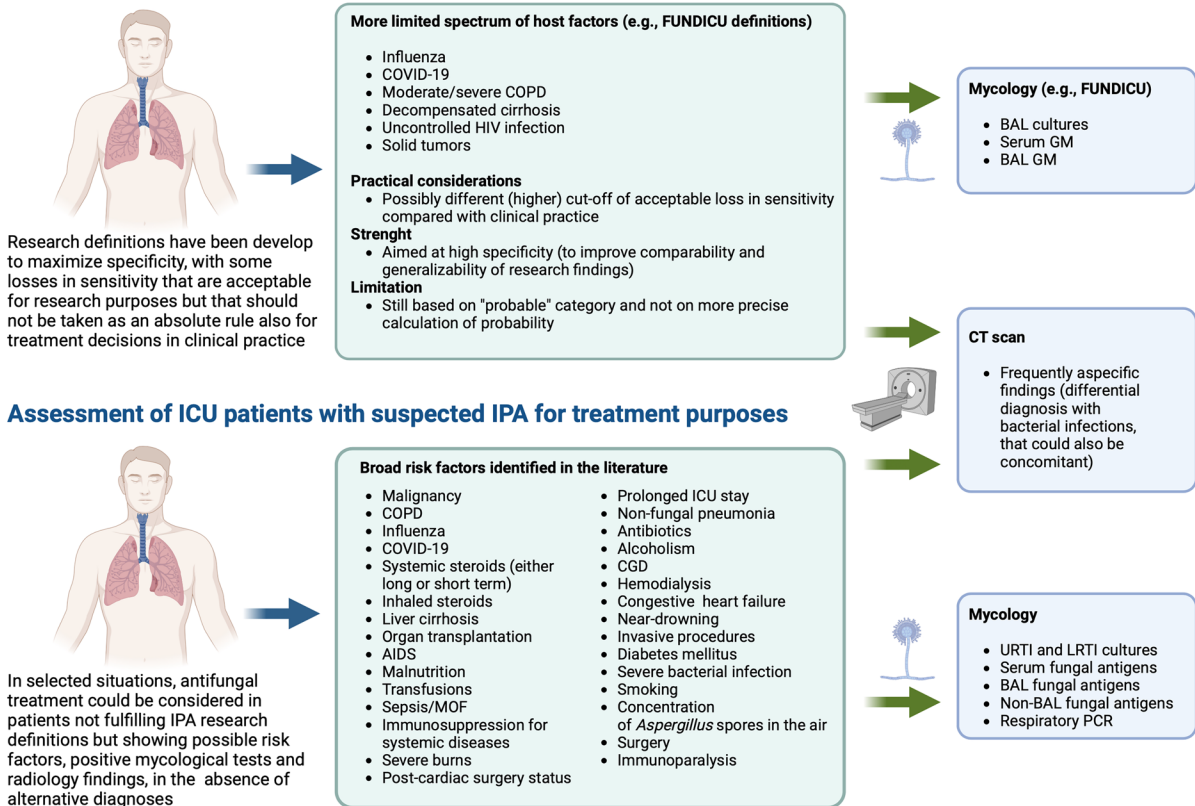 Research definitions have been develop
to maximize specificity, with some
losses in sensitivity that are acceptable
for research purposes but that should
not be taken as an absolute rule also for
treatment decisions in clinical practice
More limited spectrum of host factors (e.g., FUNDICU definitions)
• Influenza
• COVID-19
• Moderate/severe COPD
• Decompensated cirrhosis
• Uncontrolled HIV infection
• Solid tumors
Practical considerations
• Possibly different (higher) cut-off of acceptable loss in sensitivity
compared with clinical practice
Strenght
• Aimed at high specificity (to improve comparability and
generalizability of research findings)
Limitation
• Still based on "probable" category and not on more precise
calculation of probability
Mycology (e.g., FUNDICU)
• BAL cultures
• Serum GM
• BAL GM
CT scan
• Frequently aspecific
findings (differential
diagnosis with
bacterial infections,
that could also be
concomitant)
Assessment of ICU patients with suspected IPA for treatment purposes
In selected situations, antifungal
treatment could be considered in
patients not fulfilling IPA research
definitions but showing possible risk
factors, positive mycological tests and
radiology findings, in the absence of
alternative diagnoses
Broad risk factors identified in the literature
• Malignancy
• COPD
• Influenza
• COVID-19
• Systemic steroids (either
long or short term)
• Inhaled steroids
• Liver cirrhosis
• Organ transplantation
• AIDS
• Malnutrition
• Transfusions
• Sepsis/MOF
• Immunosuppression for
systemic diseases
• Severe burns
• Post-cardiac surgery status
• Prolonged ICU stay
• Non-fungal pneumonia
• Antibiotics
• Alcoholism
• CGD
• Hemodialysis
• Congestive heart failure
• Near-drowning
• Invasive procedures
• Diabetes mellitus
• Severe bacterial infection
• Smoking
• Concentration
of Aspergillus spores in the air
• Surgery
• Immunoparalysis
Mycology
• URTI and LRTI cultures
• Serum fungal antigens
• BAL fungal antigens
• Non-BAL fungal antigens
• Respiratory PCR